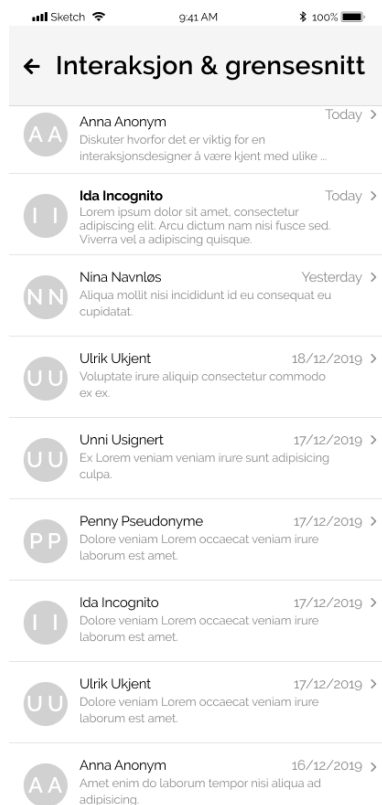 Sketch 9:41 AM 100%
← Interaksjon & grensesnitt
AA Anna Anonym Today >
Diskuter hvorfor det er viktig for en
interaksjonsdesigner å være kjent med ulike ...
II Ida Incognito Today >
Lorem ipsum dolor sit amet, consectetur
adipiscing elit. Arcu dictum nam nisi fusce sed.
Viverra vel a adipiscing quisque.
NN Nina Navnløs Yesterday >
Aliqua mollit nisi incididunt id eu consequat eu
cupidatat.
UU Ulrik Ukjent 18/12/2019 >
Voluptate irure aliquip consectetur commodo
ex ex.
UU Unni Usignert 17/12/2019 >
Ex Lorem veniam veniam irure sunt adipisicing
culpa.
PP Penny Pseudonyme 17/12/2019 >
Dolore veniam Lorem occaecat veniam irure
laborum est amet.
II Ida Incognito 17/12/2019 >
Dolore veniam Lorem occaecat veniam irure
laborum est amet.
UU Ulrik Ukjent 17/12/2019 >
Dolore veniam Lorem occaecat veniam irure
laborum est amet.
AA Anna Anonym 16/12/2019 >
Amet enim do laborum tempor nisi aliqua ad
adipisicing.